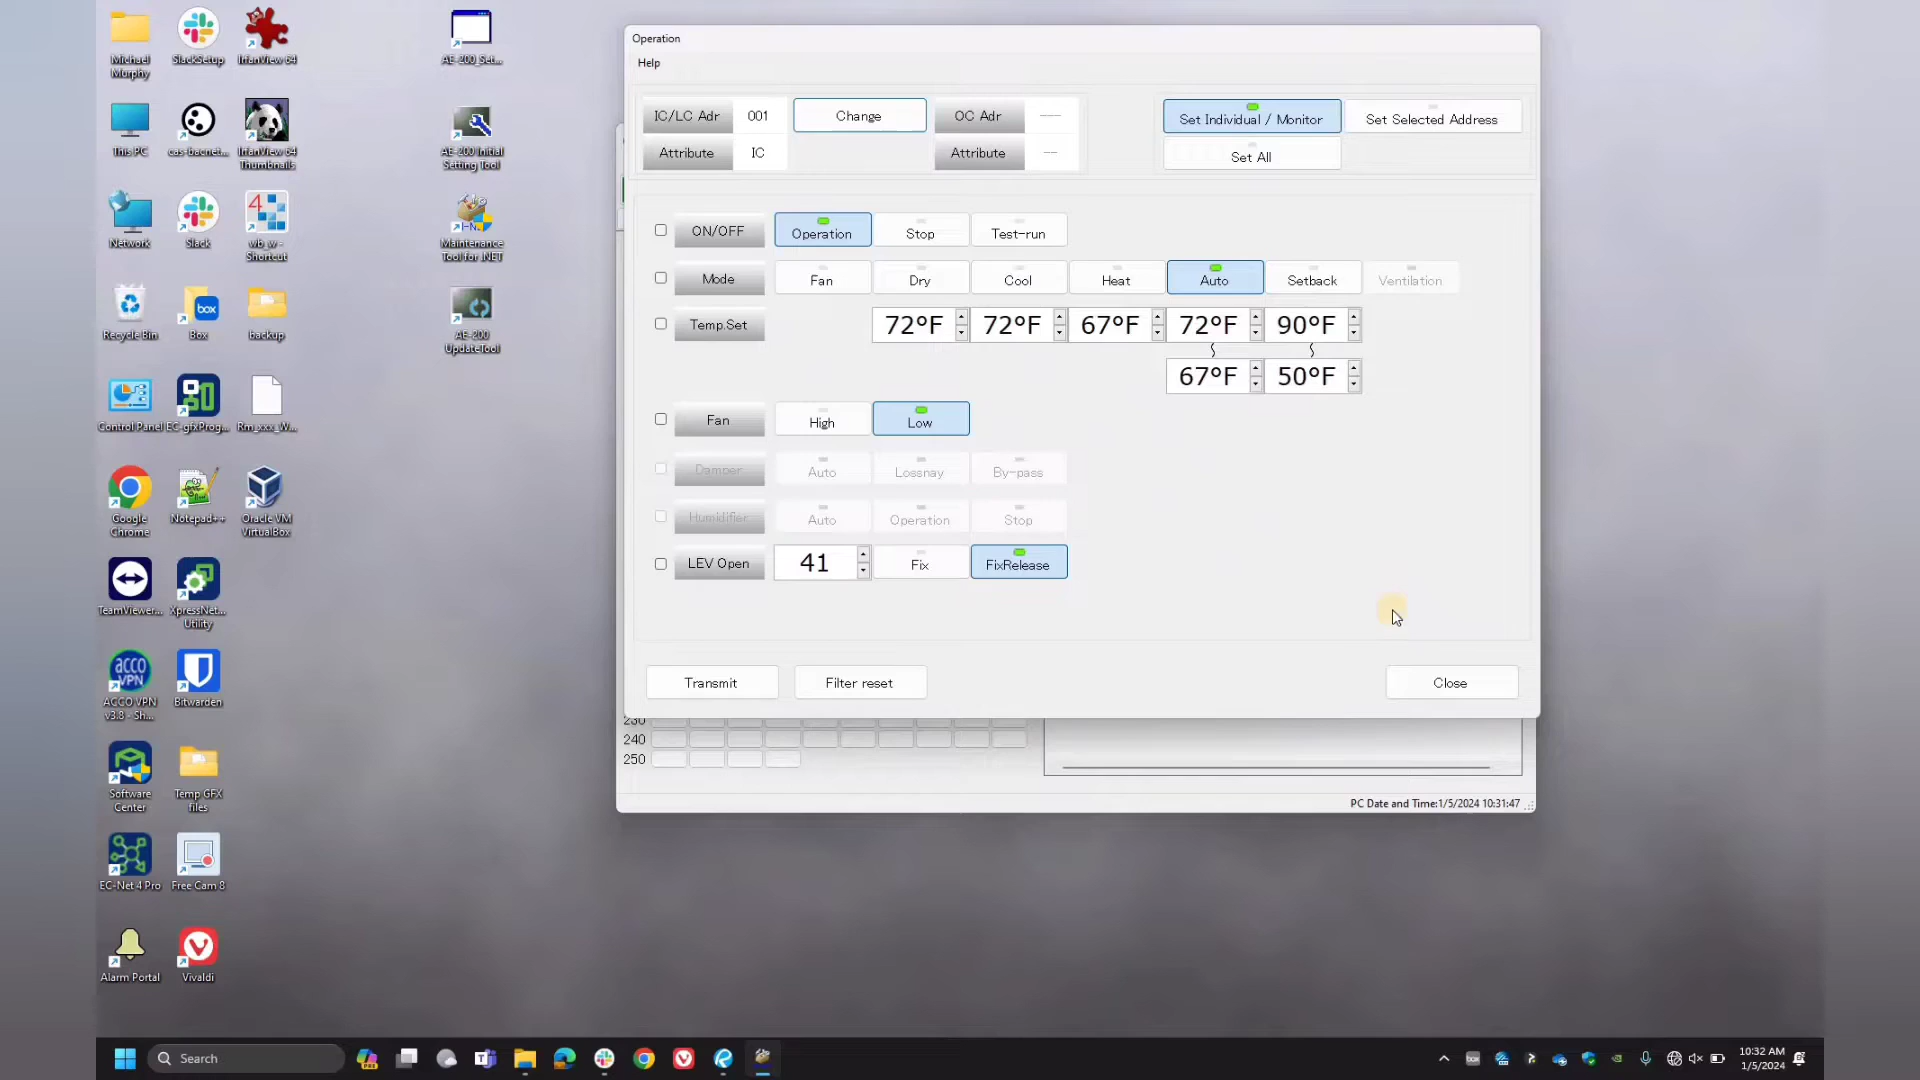 Michael
Murphy
SlackSetup
IrfanView 64
AE-200_Set...
This PC
cas-bacnet...
IrfanView 64
Thumbnails
AE-200 Initial
Setting Tool
Network
Slack
wlb_w -
Shortcut
Maintenance
Tool for .NET
Recycle Bin
Box
backup
AE-200
UpdateTool
Control Panel
EC-gfxProg...
Rm_xxx_W...
Google
Chrome
Notepad++
Oracle VM
VirtualBox
TeamViewer...
XpressNet...
Utility
ACCO VPN
v3.8 - Sh...
Bitwarden
Software
Center
Temp GFX
files
EC-Net 4 Pro
Free Cam 8
Alarm Portal
Vivaldi
Operation
Help
IC/LC Adr 001 Change OC Adr ---
Attribute IC Attribute --
Set Individual / Monitor Set Selected Address
Set All
ON/OFF Operation Stop Test-run
Mode Fan Dry Cool Heat Auto Setback Ventilation
Temp.Set 72°F 72°F 67°F 72°F 90°F
67°F 50°F
Fan High Low
Damper Auto Lossnay By-pass
Humidifier Auto Operation Stop
LEV Open 41 Fix FixRelease
Transmit Filter reset Close
230
240
250
PC Date and Time:1/5/2024 10:31:47
Search
10:32 AM
1/5/2024